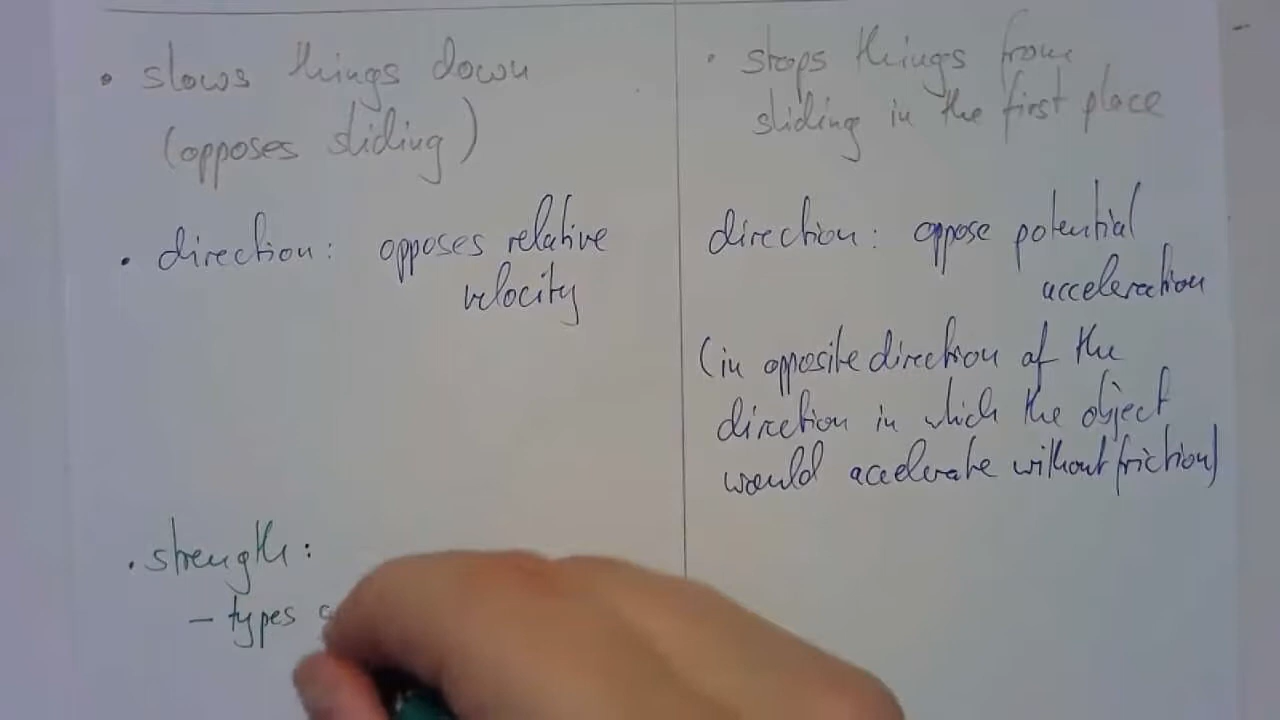 • slows things down
(opposes sliding)
• direction: opposes relative
velocity
• strength:
- types
• stops things from
sliding in the first place
direction: oppose potential
acceleration
(in opposite direction of the
direction in which the object
would accelerate without friction)